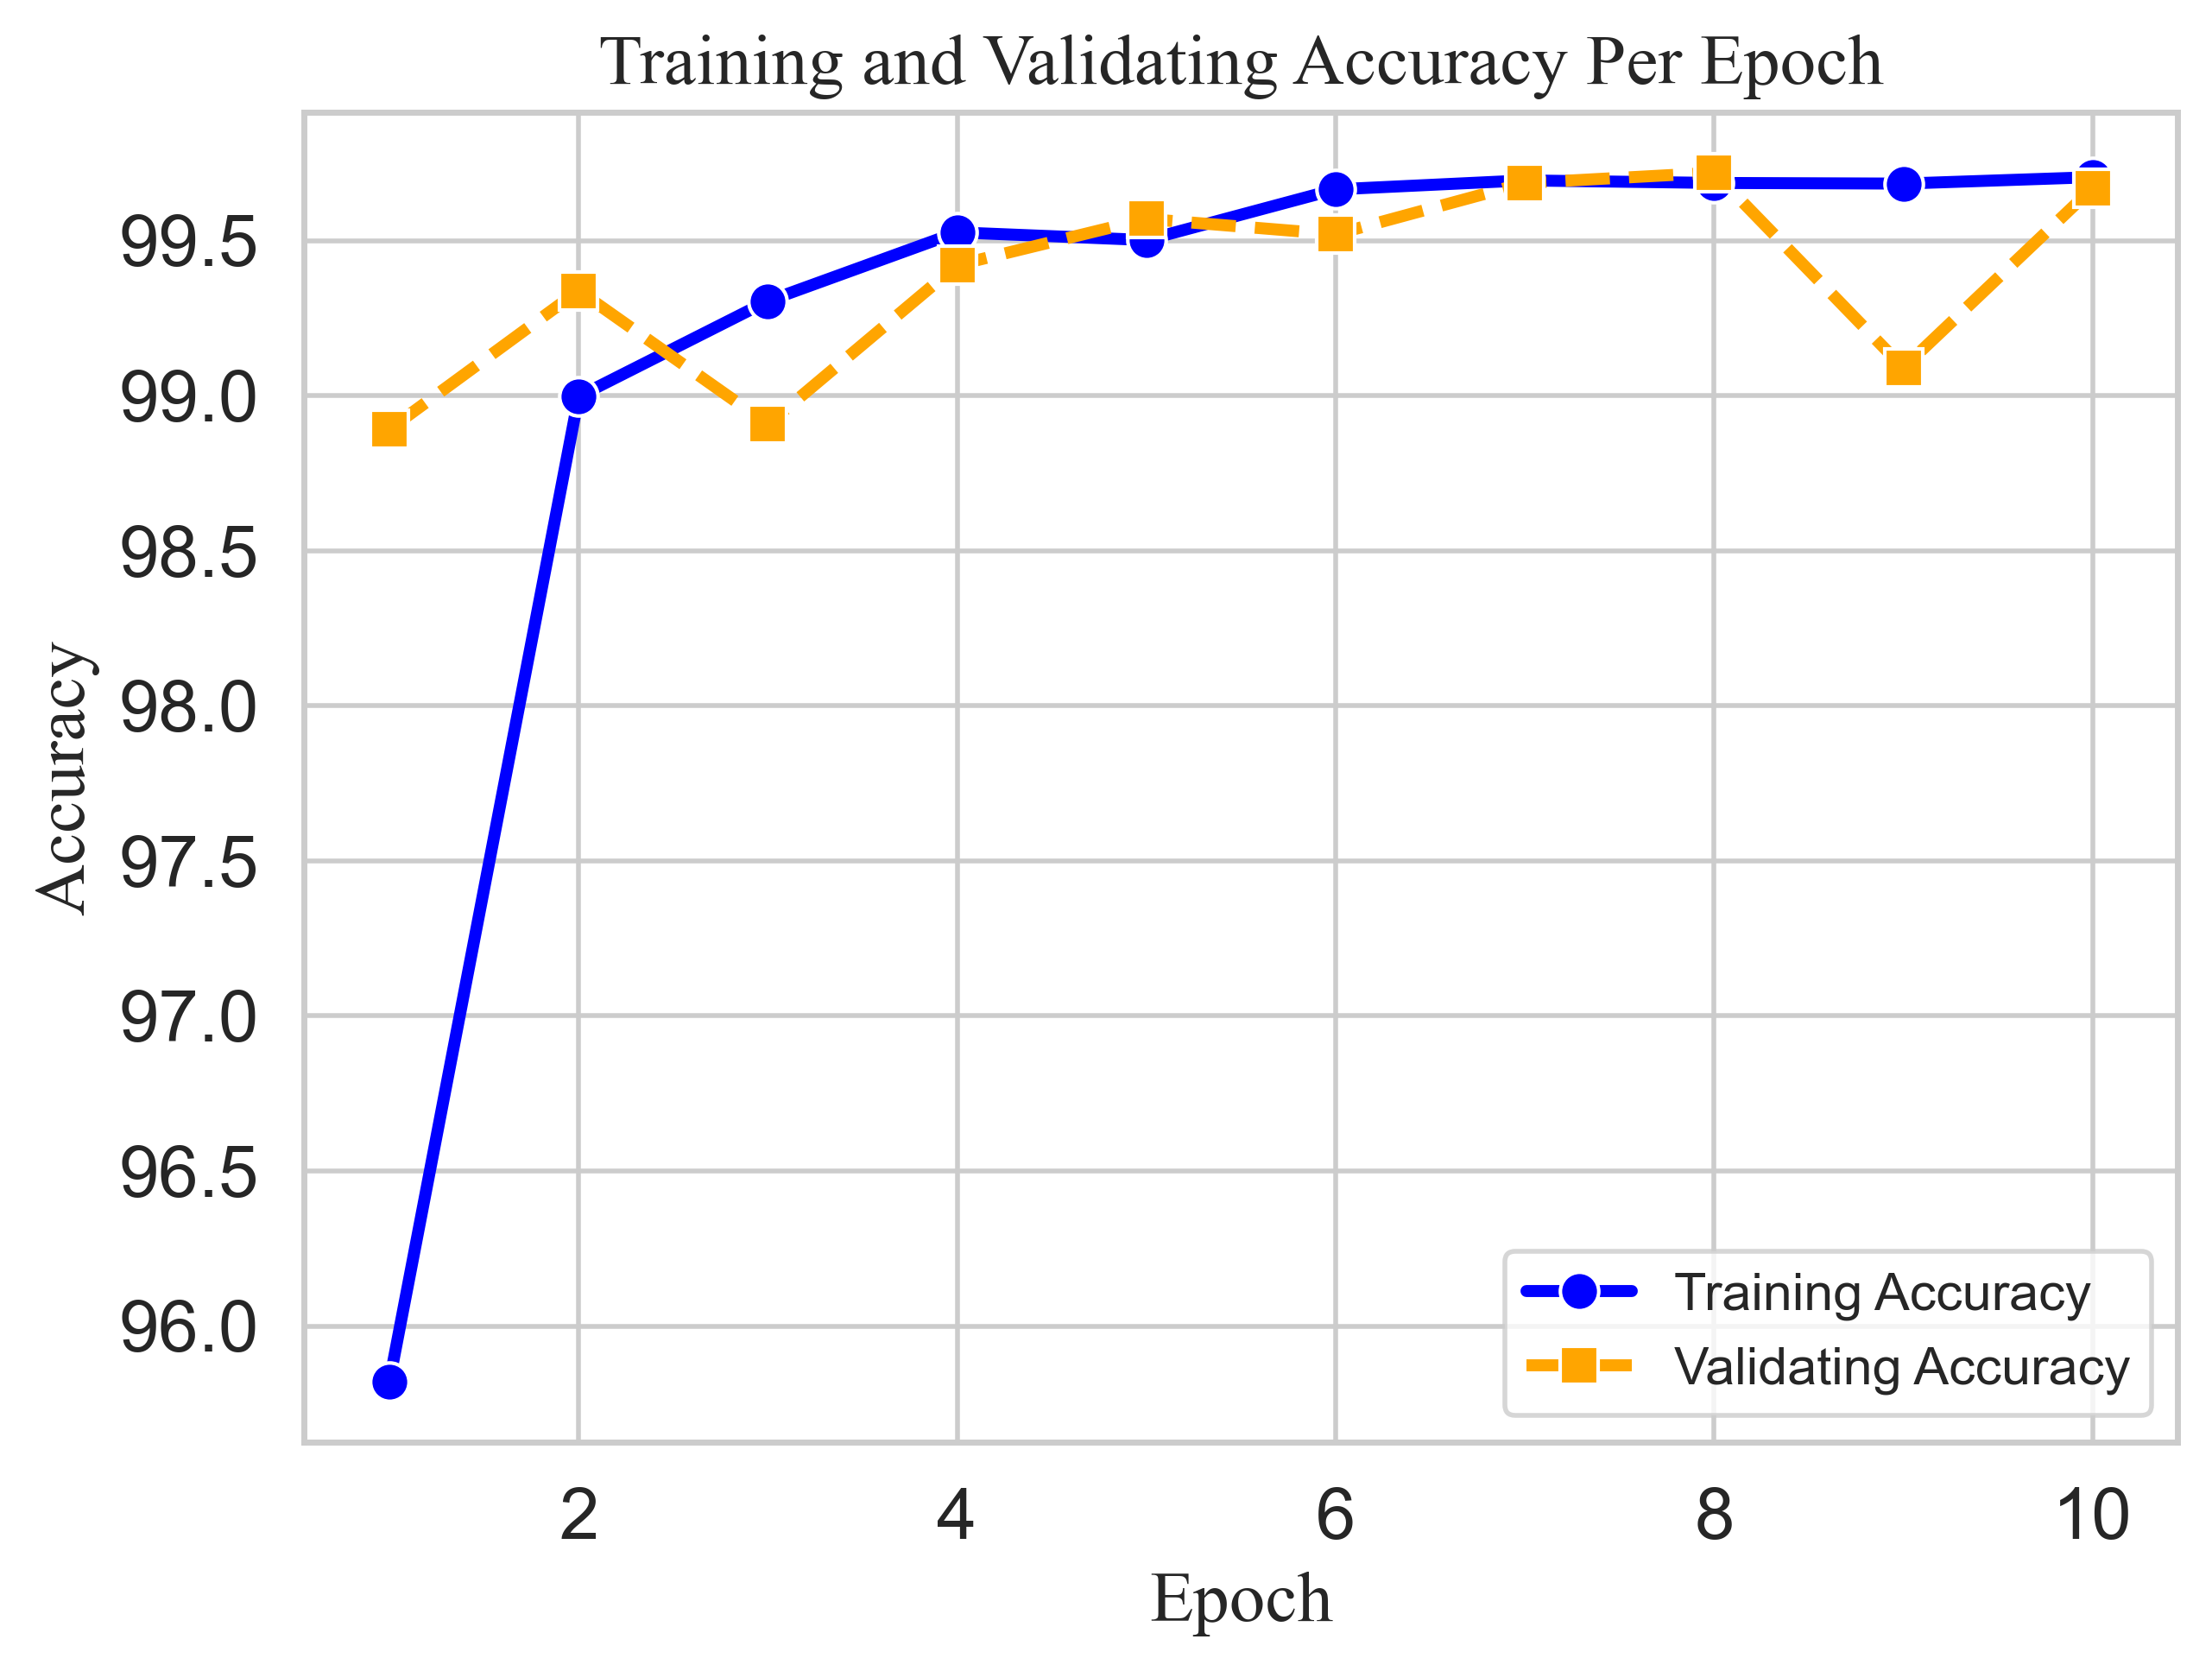 Training and Validating Accuracy Per Epoch
Accuracy
99.5
99.0
98.5
98.0
97.5
97.0
96.5
96.0
2 4 6 8 10
Epoch
Training Accuracy
Validating Accuracy